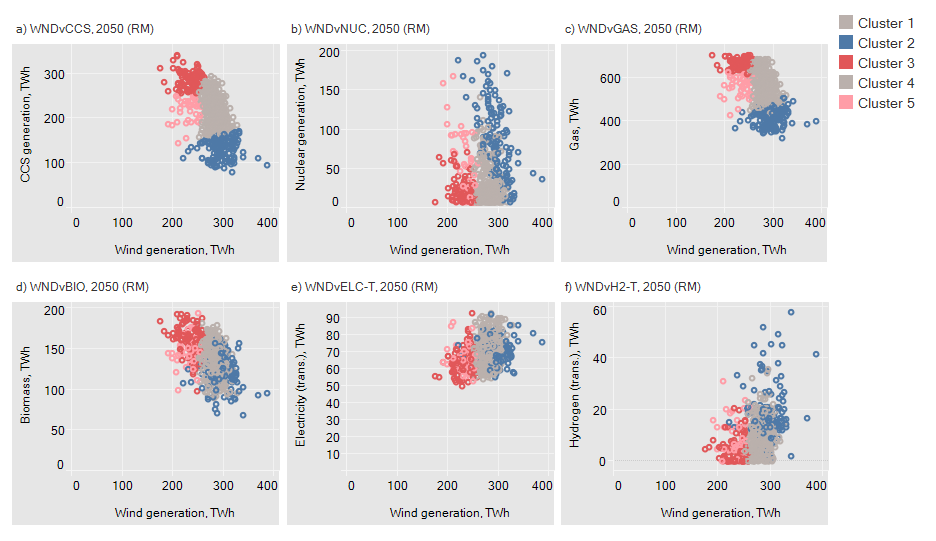 a) WNDvCCS, 2050 (RM)
CCS generation, TWh
300
200
100
0
0 100 200 300 400
Wind generation, TWh
b) WNDvNUC, 2050 (RM)
Nuclear generation, TWh
200
150
100
50
0
0 100 200 300 400
Wind generation, TWh
c) WNDvGAS, 2050 (RM)
Gas, TWh
600
400
200
0
0 100 200 300 400
Wind generation, TWh
Cluster 1
Cluster 2
Cluster 3
Cluster 4
Cluster 5
d) WNDvBIO, 2050 (RM)
Biomass, TWh
200
150
100
50
0
0 100 200 300 400
Wind generation, TWh
e) WNDvELC-T, 2050 (RM)
Electricity (trans.), TWh
90
80
70
60
50
40
30
20
10
0 100 200 300 400
Wind generation, TWh
f) WNDvH2-T, 2050 (RM)
Hydrogen (trans.), TWh
60
40
20
0
0 100 200 300 400
Wind generation, TWh